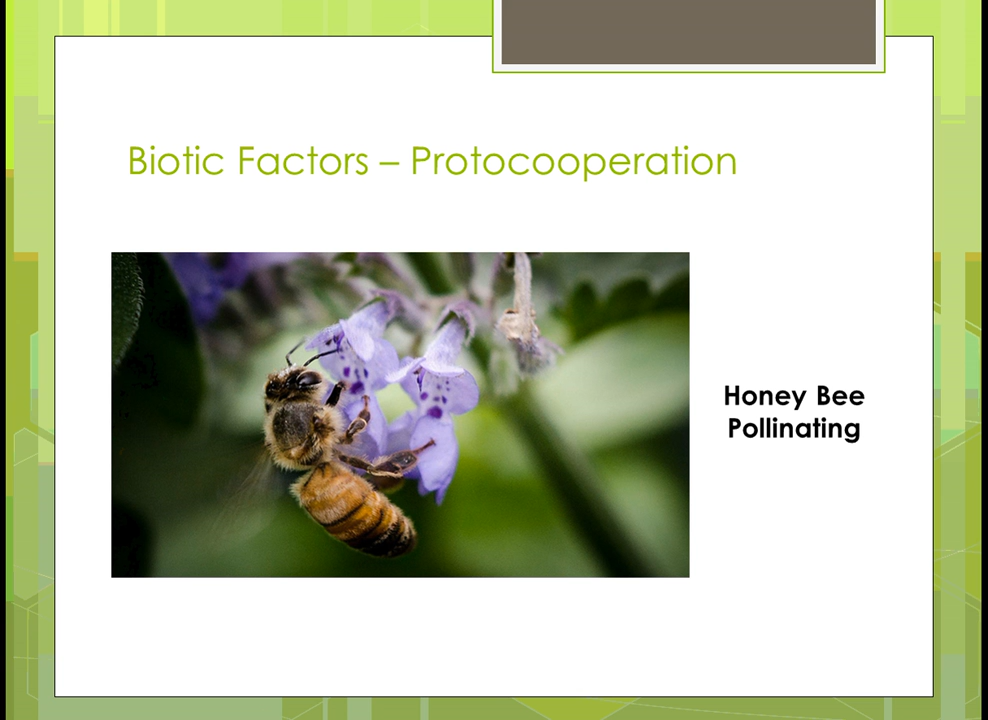 Biotic Factors – Protocooperation
Honey Bee
Pollinating